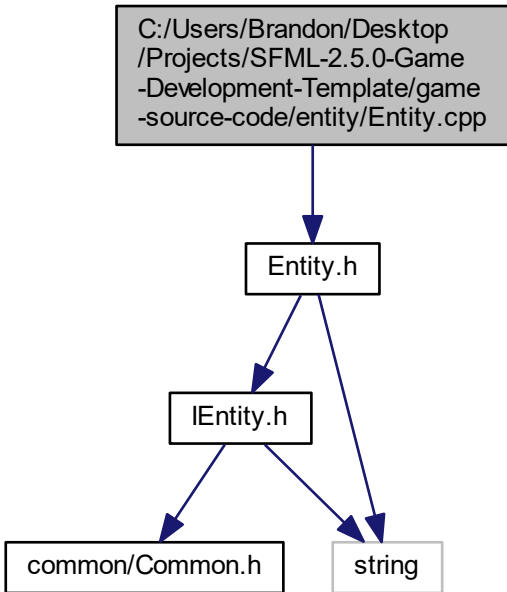 C:/Users/Brandon/Desktop
/Projects/SFML-2.5.0-Game
-Development-Template/game
-source-code/entity/Entity.cpp
Entity.h
IEntity.h
common/Common.h
string